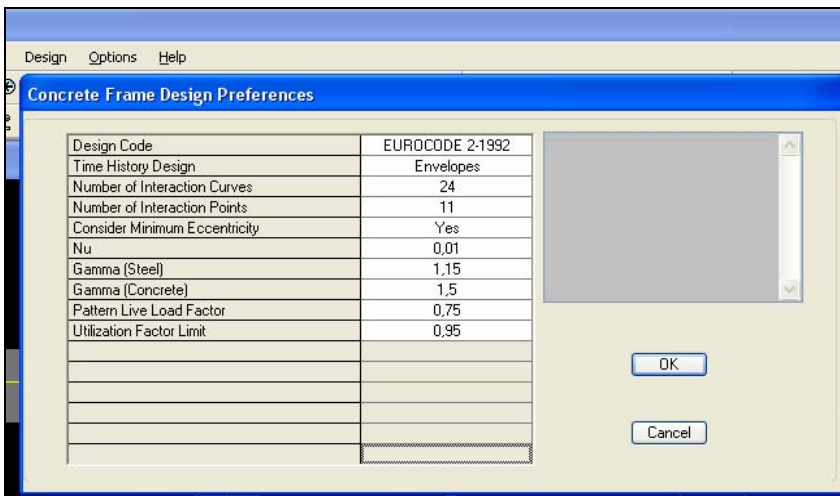 Design Options Help
Concrete Frame Design Preferences
Design Code EUROCODE 2-1992
Time History Design Envelopes
Number of Interaction Curves 24
Number of Interaction Points 11
Consider Minimum Eccentricity Yes
Nu 0,01
Gamma (Steel) 1,15
Gamma (Concrete) 1,5
Pattern Live Load Factor 0,75
Utilization Factor Limit 0,95
OK
Cancel